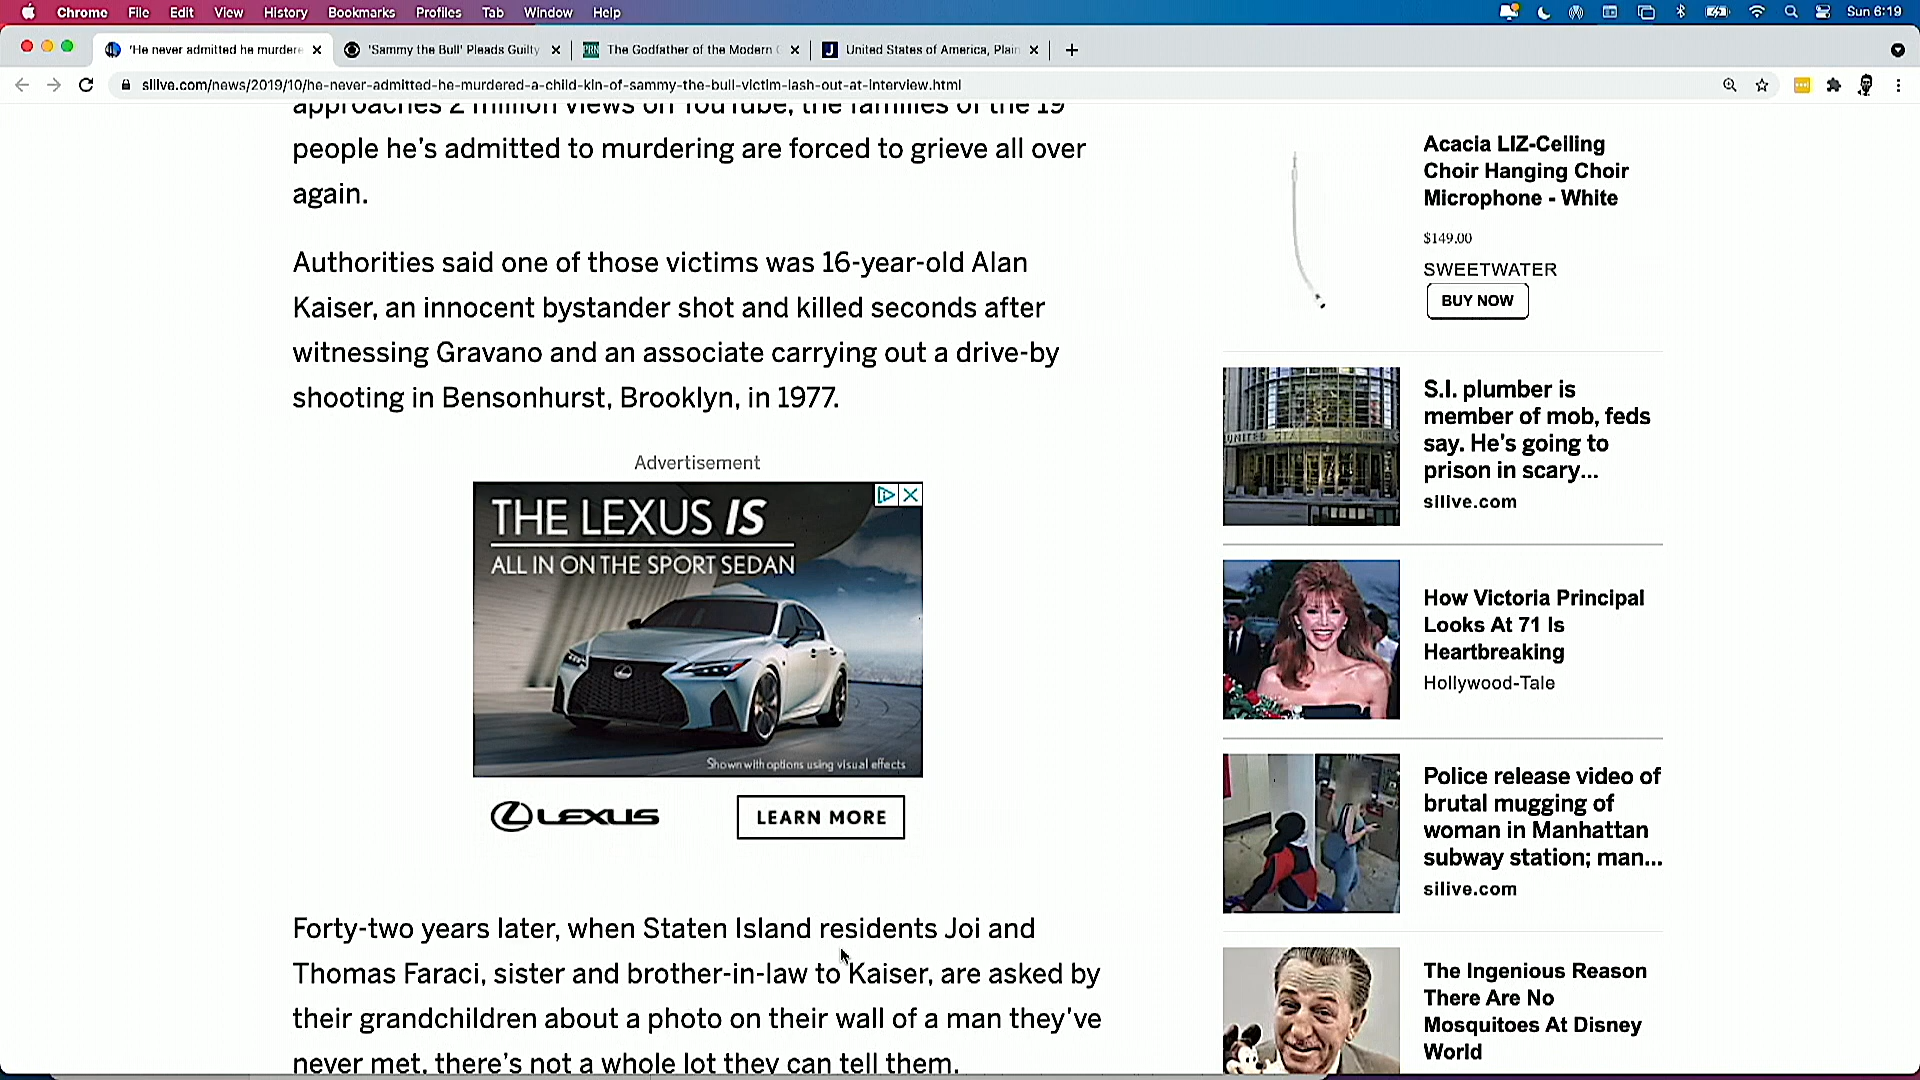 Chrome File Edit View History Bookmarks Profiles Tab Window Help Sun 6:19
'He never admitted he murdere
'Sammy the Bull' Pleads Guilty
PRN The Godfather of the Modern
J United States of America, Plain
silive.com/news/2019/10/he-never-admitted-he-murdered-a-child-kin-of-sammy-the-bull-victim-lash-out-at-interview.html
approaches 2 million views on YouTube, the families of the 19
people he's admitted to murdering are forced to grieve all over
again.
Authorities said one of those victims was 16-year-old Alan
Kaiser, an innocent bystander shot and killed seconds after
witnessing Gravano and an associate carrying out a drive-by
shooting in Bensonhurst, Brooklyn, in 1977.
Advertisement
THE LEXUS IS
ALL IN ON THE SPORT SEDAN
Shown with options using visual effects
LEXUS
LEARN MORE
Forty-two years later, when Staten Island residents Joi and
Thomas Faraci, sister and brother-in-law to Kaiser, are asked by
their grandchildren about a photo on their wall of a man they've
never met, there's not a whole lot they can tell them.
Acacia LIZ-Ceiling
Choir Hanging Choir
Microphone - White
$149.00
SWEETWATER
BUY NOW
UNITED STATES COURTHO
S.I. plumber is
member of mob, feds
say. He's going to
prison in scary...
silive.com
How Victoria Principal
Looks At 71 Is
Heartbreaking
Hollywood-Tale
Police release video of
brutal mugging of
woman in Manhattan
subway station; man...
silive.com
The Ingenious Reason
There Are No
Mosquitoes At Disney
World